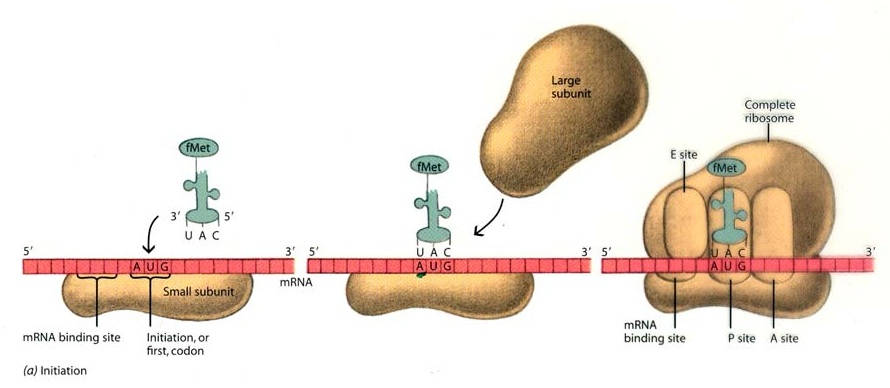 fMet
3' 5'
U A C
5' 3'
A U G
Small subunit
mRNA binding site
Initiation, or
first, codon
(a) Initiation
Large
subunit
fMet
U A C
5' 3'
A U G
mRNA
Complete
ribosome
E site
fMet
U A C
5' 3'
A U G
mRNA
binding site
P site
A site